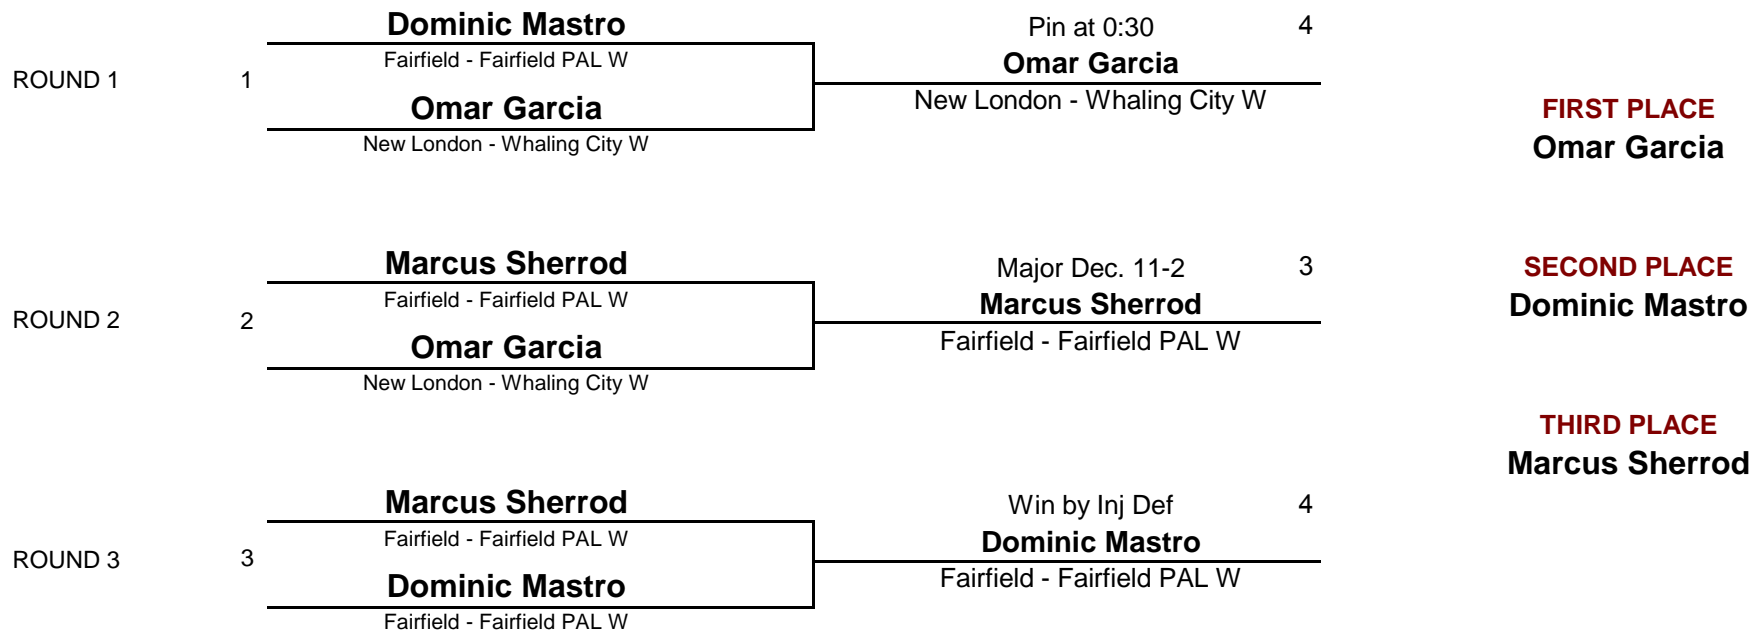 Dominic Mastro
Fairfield - Fairfield PAL W
ROUND 1
1
Omar Garcia
New London - Whaling City W
Pin at 0:30
4
Omar Garcia
New London - Whaling City W
FIRST PLACE
Omar Garcia
Marcus Sherrod
Fairfield - Fairfield PAL W
ROUND 2
2
Omar Garcia
New London - Whaling City W
Major Dec. 11-2
3
Marcus Sherrod
Fairfield - Fairfield PAL W
SECOND PLACE
Dominic Mastro
THIRD PLACE
Marcus Sherrod
Marcus Sherrod
Fairfield - Fairfield PAL W
ROUND 3
3
Dominic Mastro
Fairfield - Fairfield PAL W
Win by Inj Def
4
Dominic Mastro
Fairfield - Fairfield PAL W